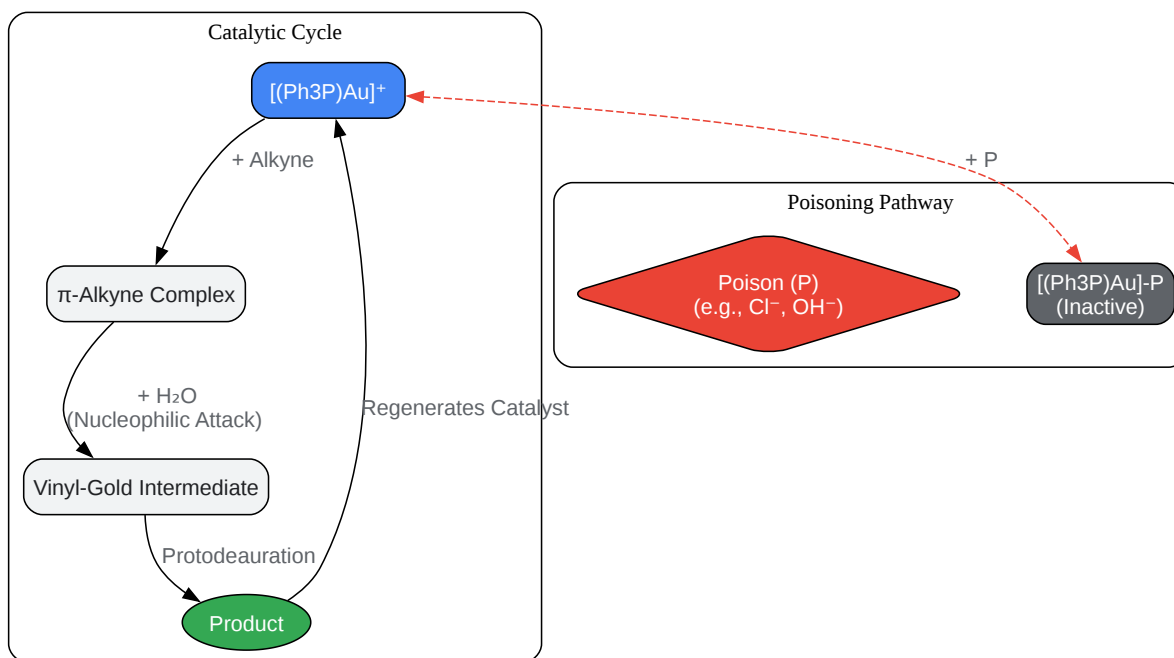 Catalytic Cycle
[(Ph3P)Au]⁺
+ Alkyne
+ P
Poisoning Pathway
π-Alkyne Complex
Poison (P)
(e.g., Cl⁻, OH⁻)
[(Ph3P)Au]-P
(Inactive)
+ H₂O
(Nucleophilic Attack)
Regenerates Catalyst
Vinyl-Gold Intermediate
Protodeauration
Product